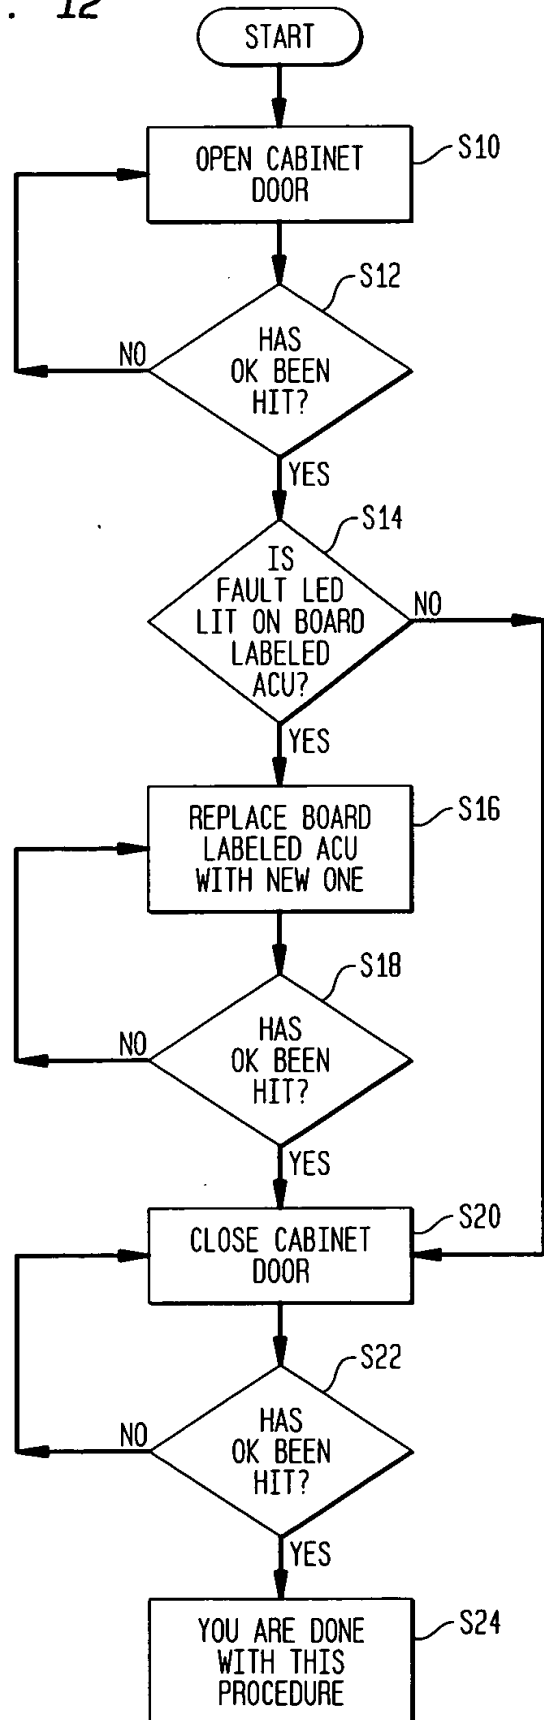 . 12
START
OPEN CABINET
DOOR
S10
S12
HAS
OK BEEN
HIT?
NO
YES
S14
IS
FAULT LED
LIT ON BOARD
LABELED
ACU?
NO
YES
REPLACE BOARD
LABELED ACU
WITH NEW ONE
S16
S18
HAS
OK BEEN
HIT?
NO
YES
CLOSE CABINET
DOOR
S20
S22
HAS
OK BEEN
HIT?
NO
YES
YOU ARE DONE
WITH THIS
PROCEDURE
S24